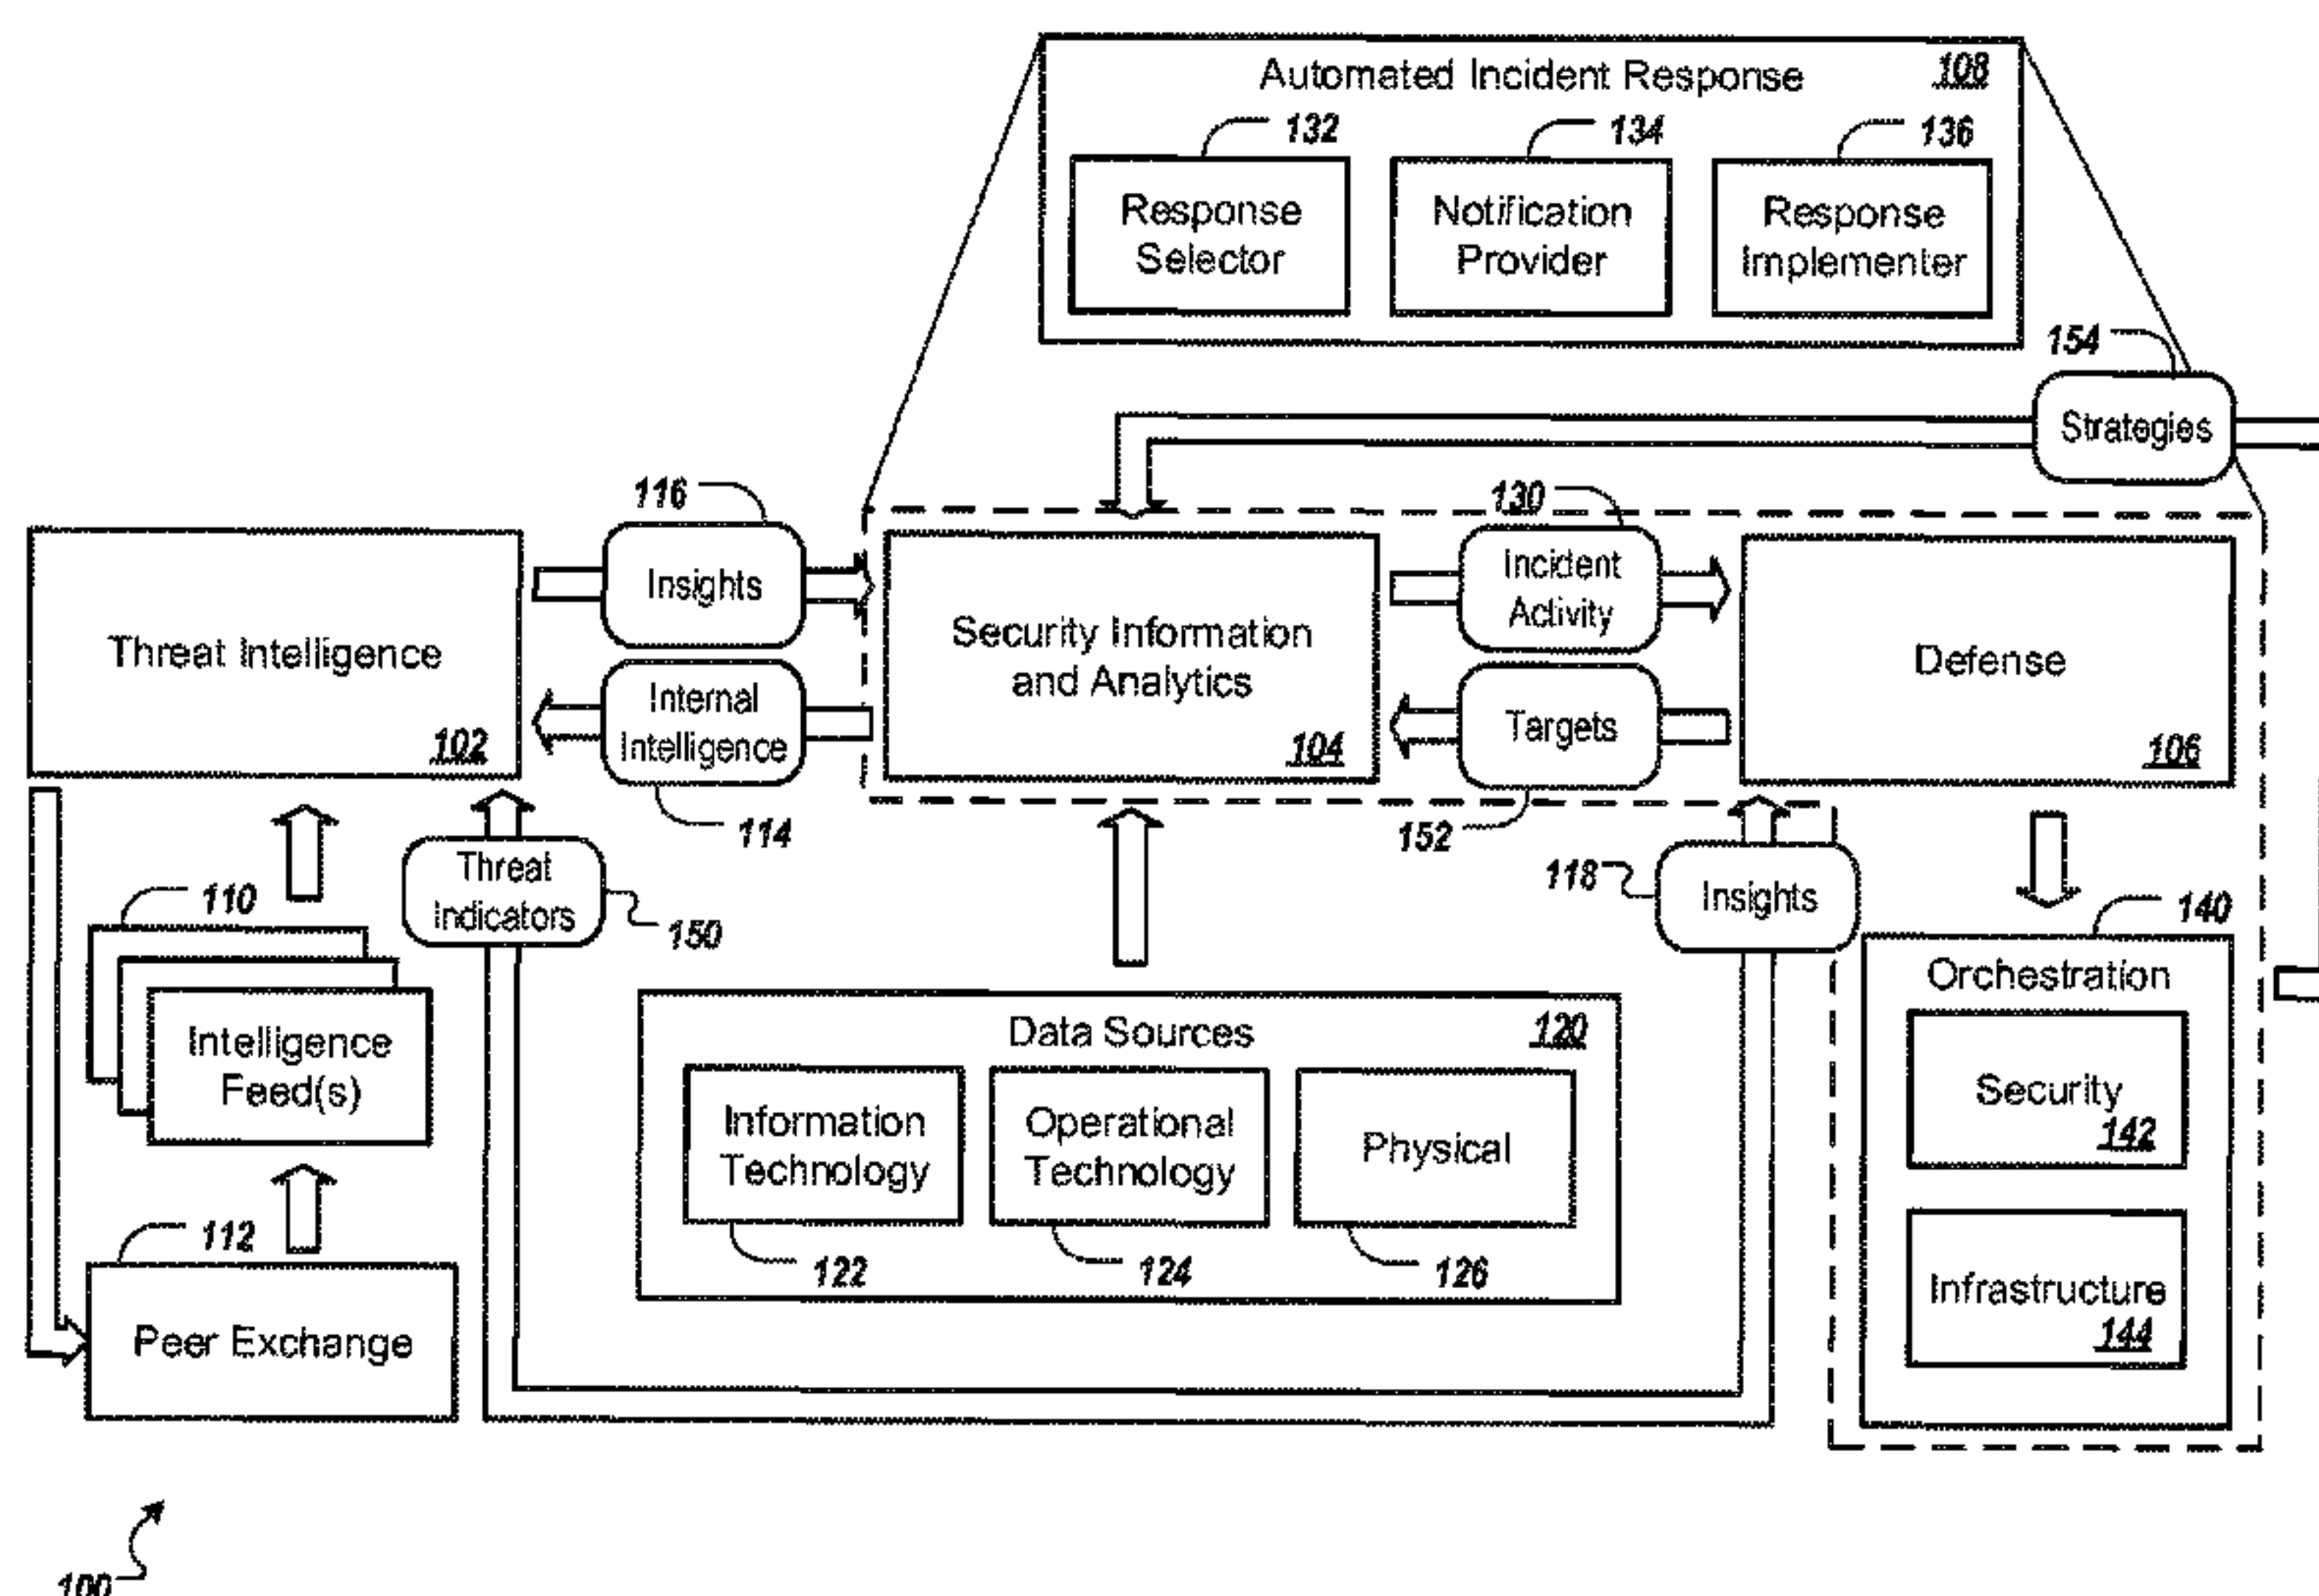 Automated Incident Response 108
132 134 136
Response Selector
Notification Provider
Response Implementer
154
Strategies
116
Insights
130
Incident Activity
Threat Intelligence
102
Internal Intelligence
114
Security Information
and Analytics
104
Targets
152
Defense
106
Threat Indicators
150
118
Insights
110
Intelligence Feed(s)
112
Peer Exchange
Data Sources 120
Information Technology
122
Operational Technology
124
Physical
126
140
Orchestration
Security
142
Infrastructure
144
100